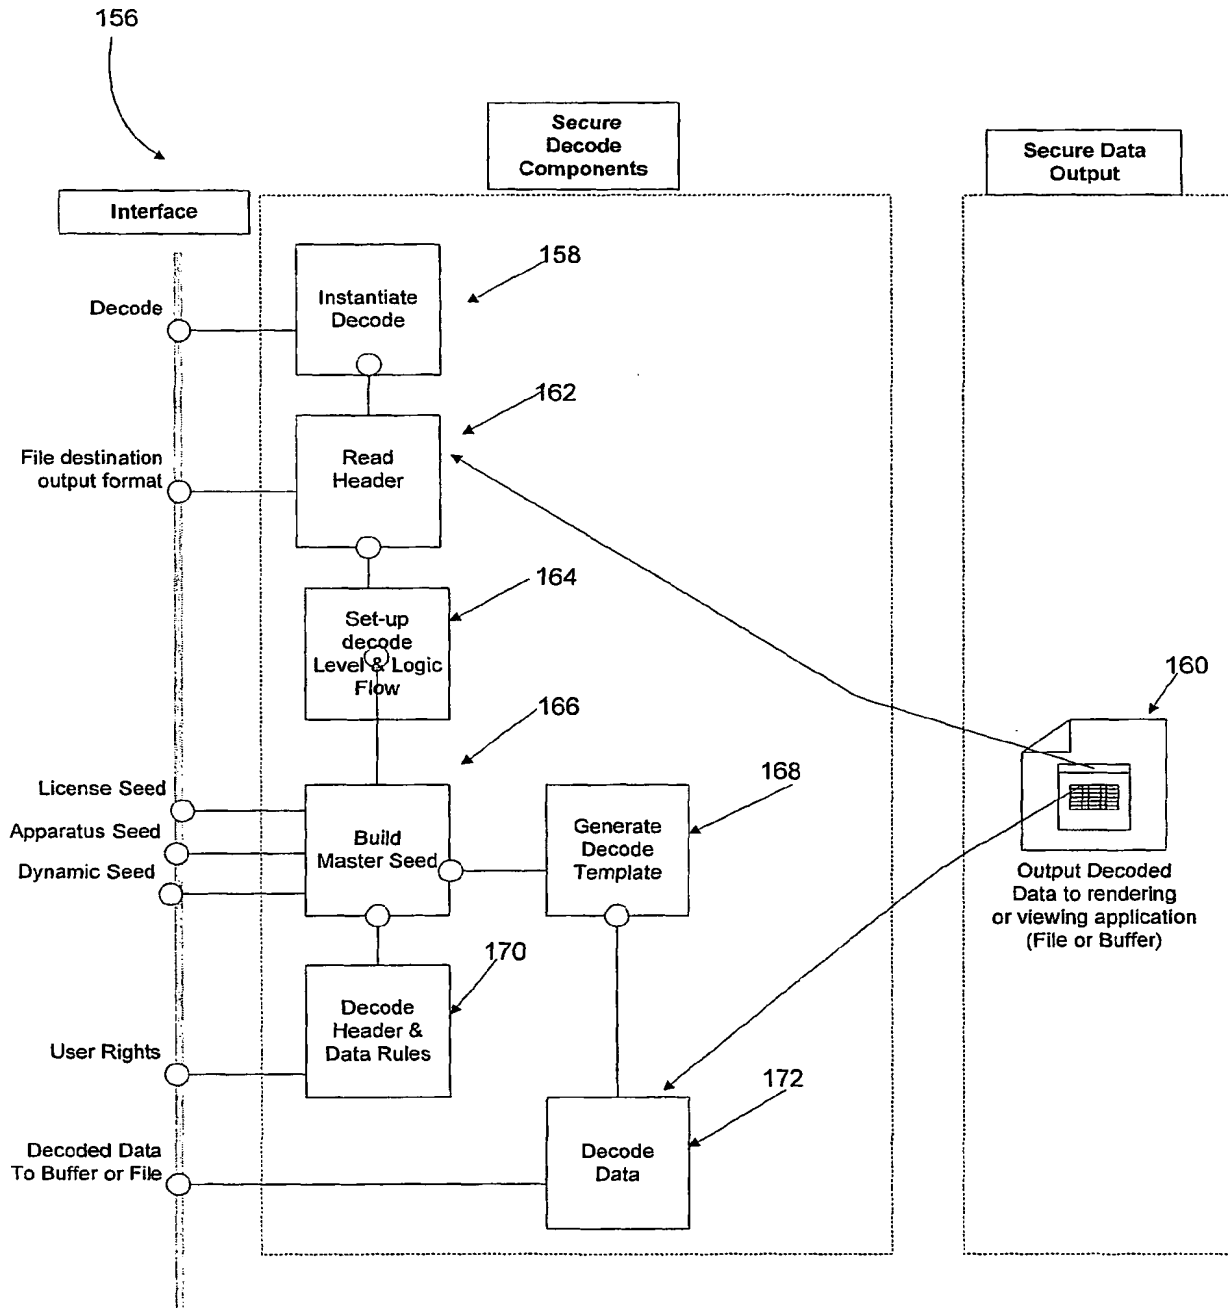 156
Secure
Decode
Components
Secure Data
Output
Interface
158
Instantiate
Decode
Decode
162
File destination
output format
Read
Header
164
Set-up
decode
Level & Logic
Flow
160
166
168
License Seed
Apparatus Seed
Dynamic Seed
Build
Master Seed
Generate
Decode
Template
Output Decoded
Data to rendering
or viewing application
(File or Buffer)
170
Decode
Header &
Data Rules
User Rights
172
Decoded Data
To Buffer or File
Decode
Data